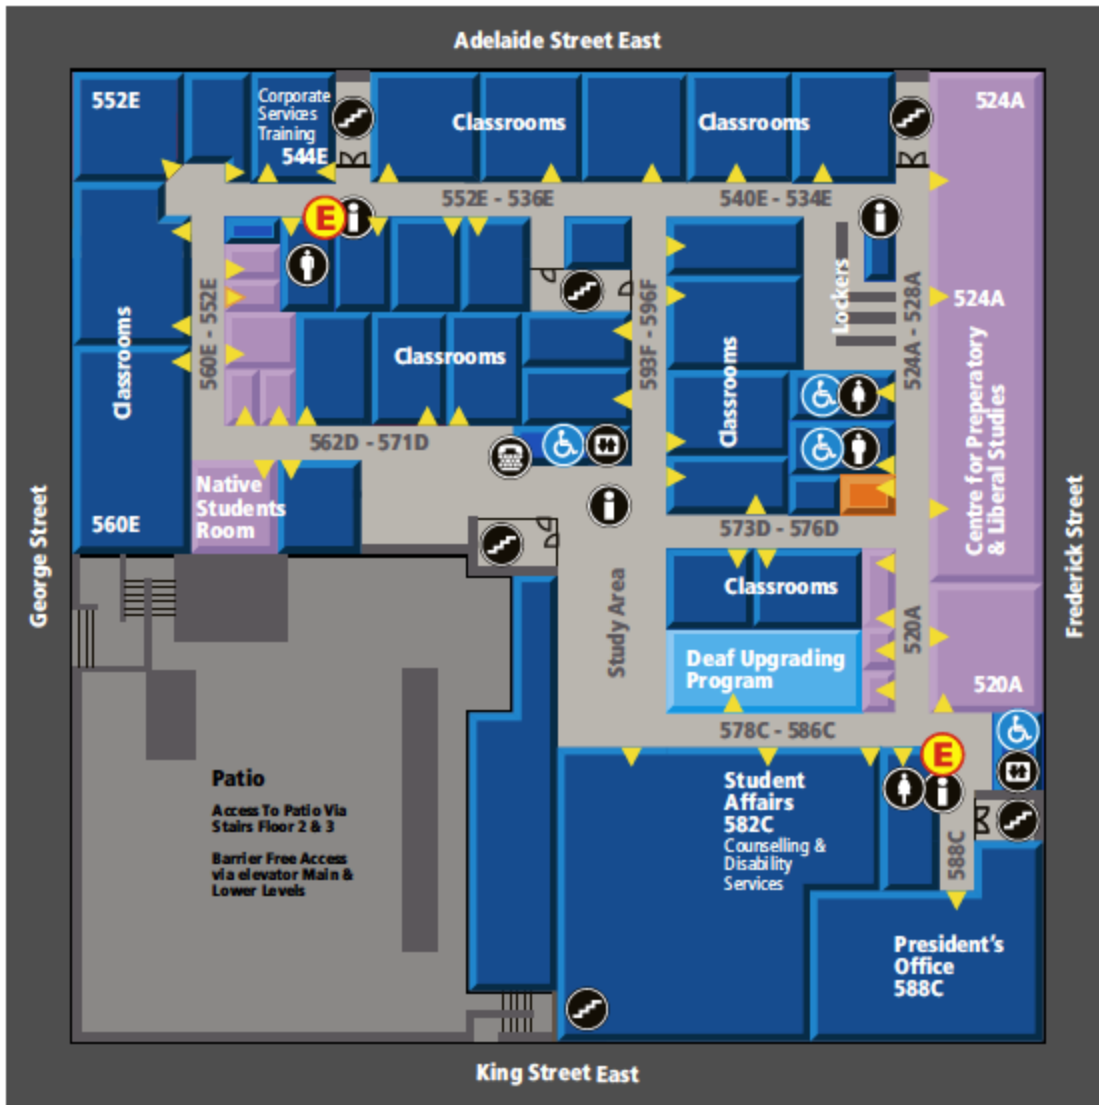 Adelaide Street East
552E
Corporate
Services
Training
544E
Classrooms
Classrooms
524A
552E - 536E
540E - 534E
E
Lockers
560E - 552E
593F - 596F
524A - 528A
524A
Classrooms
Classrooms
Classrooms
Centre for Preperatory
& Liberal Studies
562D - 571D
Native
Students
Room
560E
573D - 576D
George Street
Frederick Street
Study Area
Classrooms
520A
Deaf Upgrading
Program
520A
578C - 586C
E
Patio
Access To Patio Via
Stairs Floor 2 & 3
Barrier Free Access
via elevator Main &
Lower Levels
Student
Affairs
582C
Counselling &
Disability
Services
588C
President's
Office
588C
King Street East